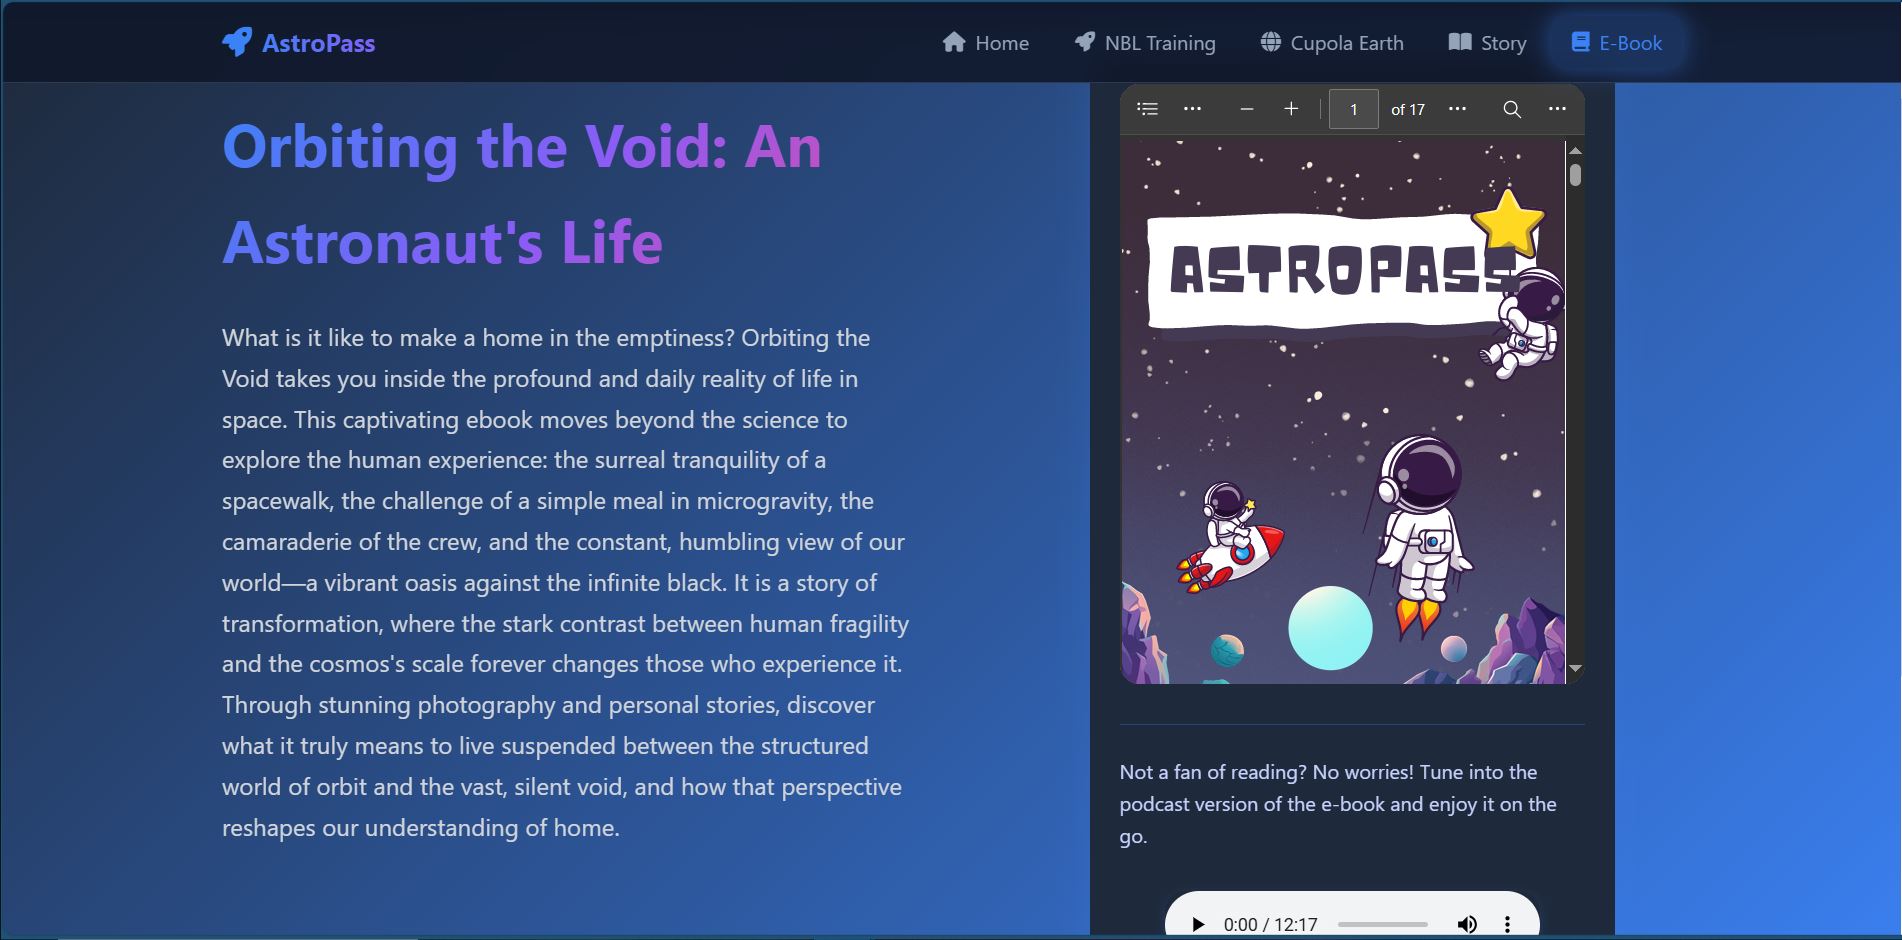 AstroPass
Home
NBL Training
Cupola Earth
Story
E-Book
Orbiting the Void: An
Astronaut's Life
What is it like to make a home in the emptiness? Orbiting the
Void takes you inside the profound and daily reality of life in
space. This captivating ebook moves beyond the science to
explore the human experience: the surreal tranquility of a
spacewalk, the challenge of a simple meal in microgravity, the
camaraderie of the crew, and the constant, humbling view of our
world—a vibrant oasis against the infinite black. It is a story of
transformation, where the stark contrast between human fragility
and the cosmos's scale forever changes those who experience it.
Through stunning photography and personal stories, discover
what it truly means to live suspended between the structured
world of orbit and the vast, silent void, and how that perspective
reshapes our understanding of home.
1 of 17
ASTROPASS
Not a fan of reading? No worries! Tune into the
podcast version of the e-book and enjoy it on the
go.
0:00 / 12:17